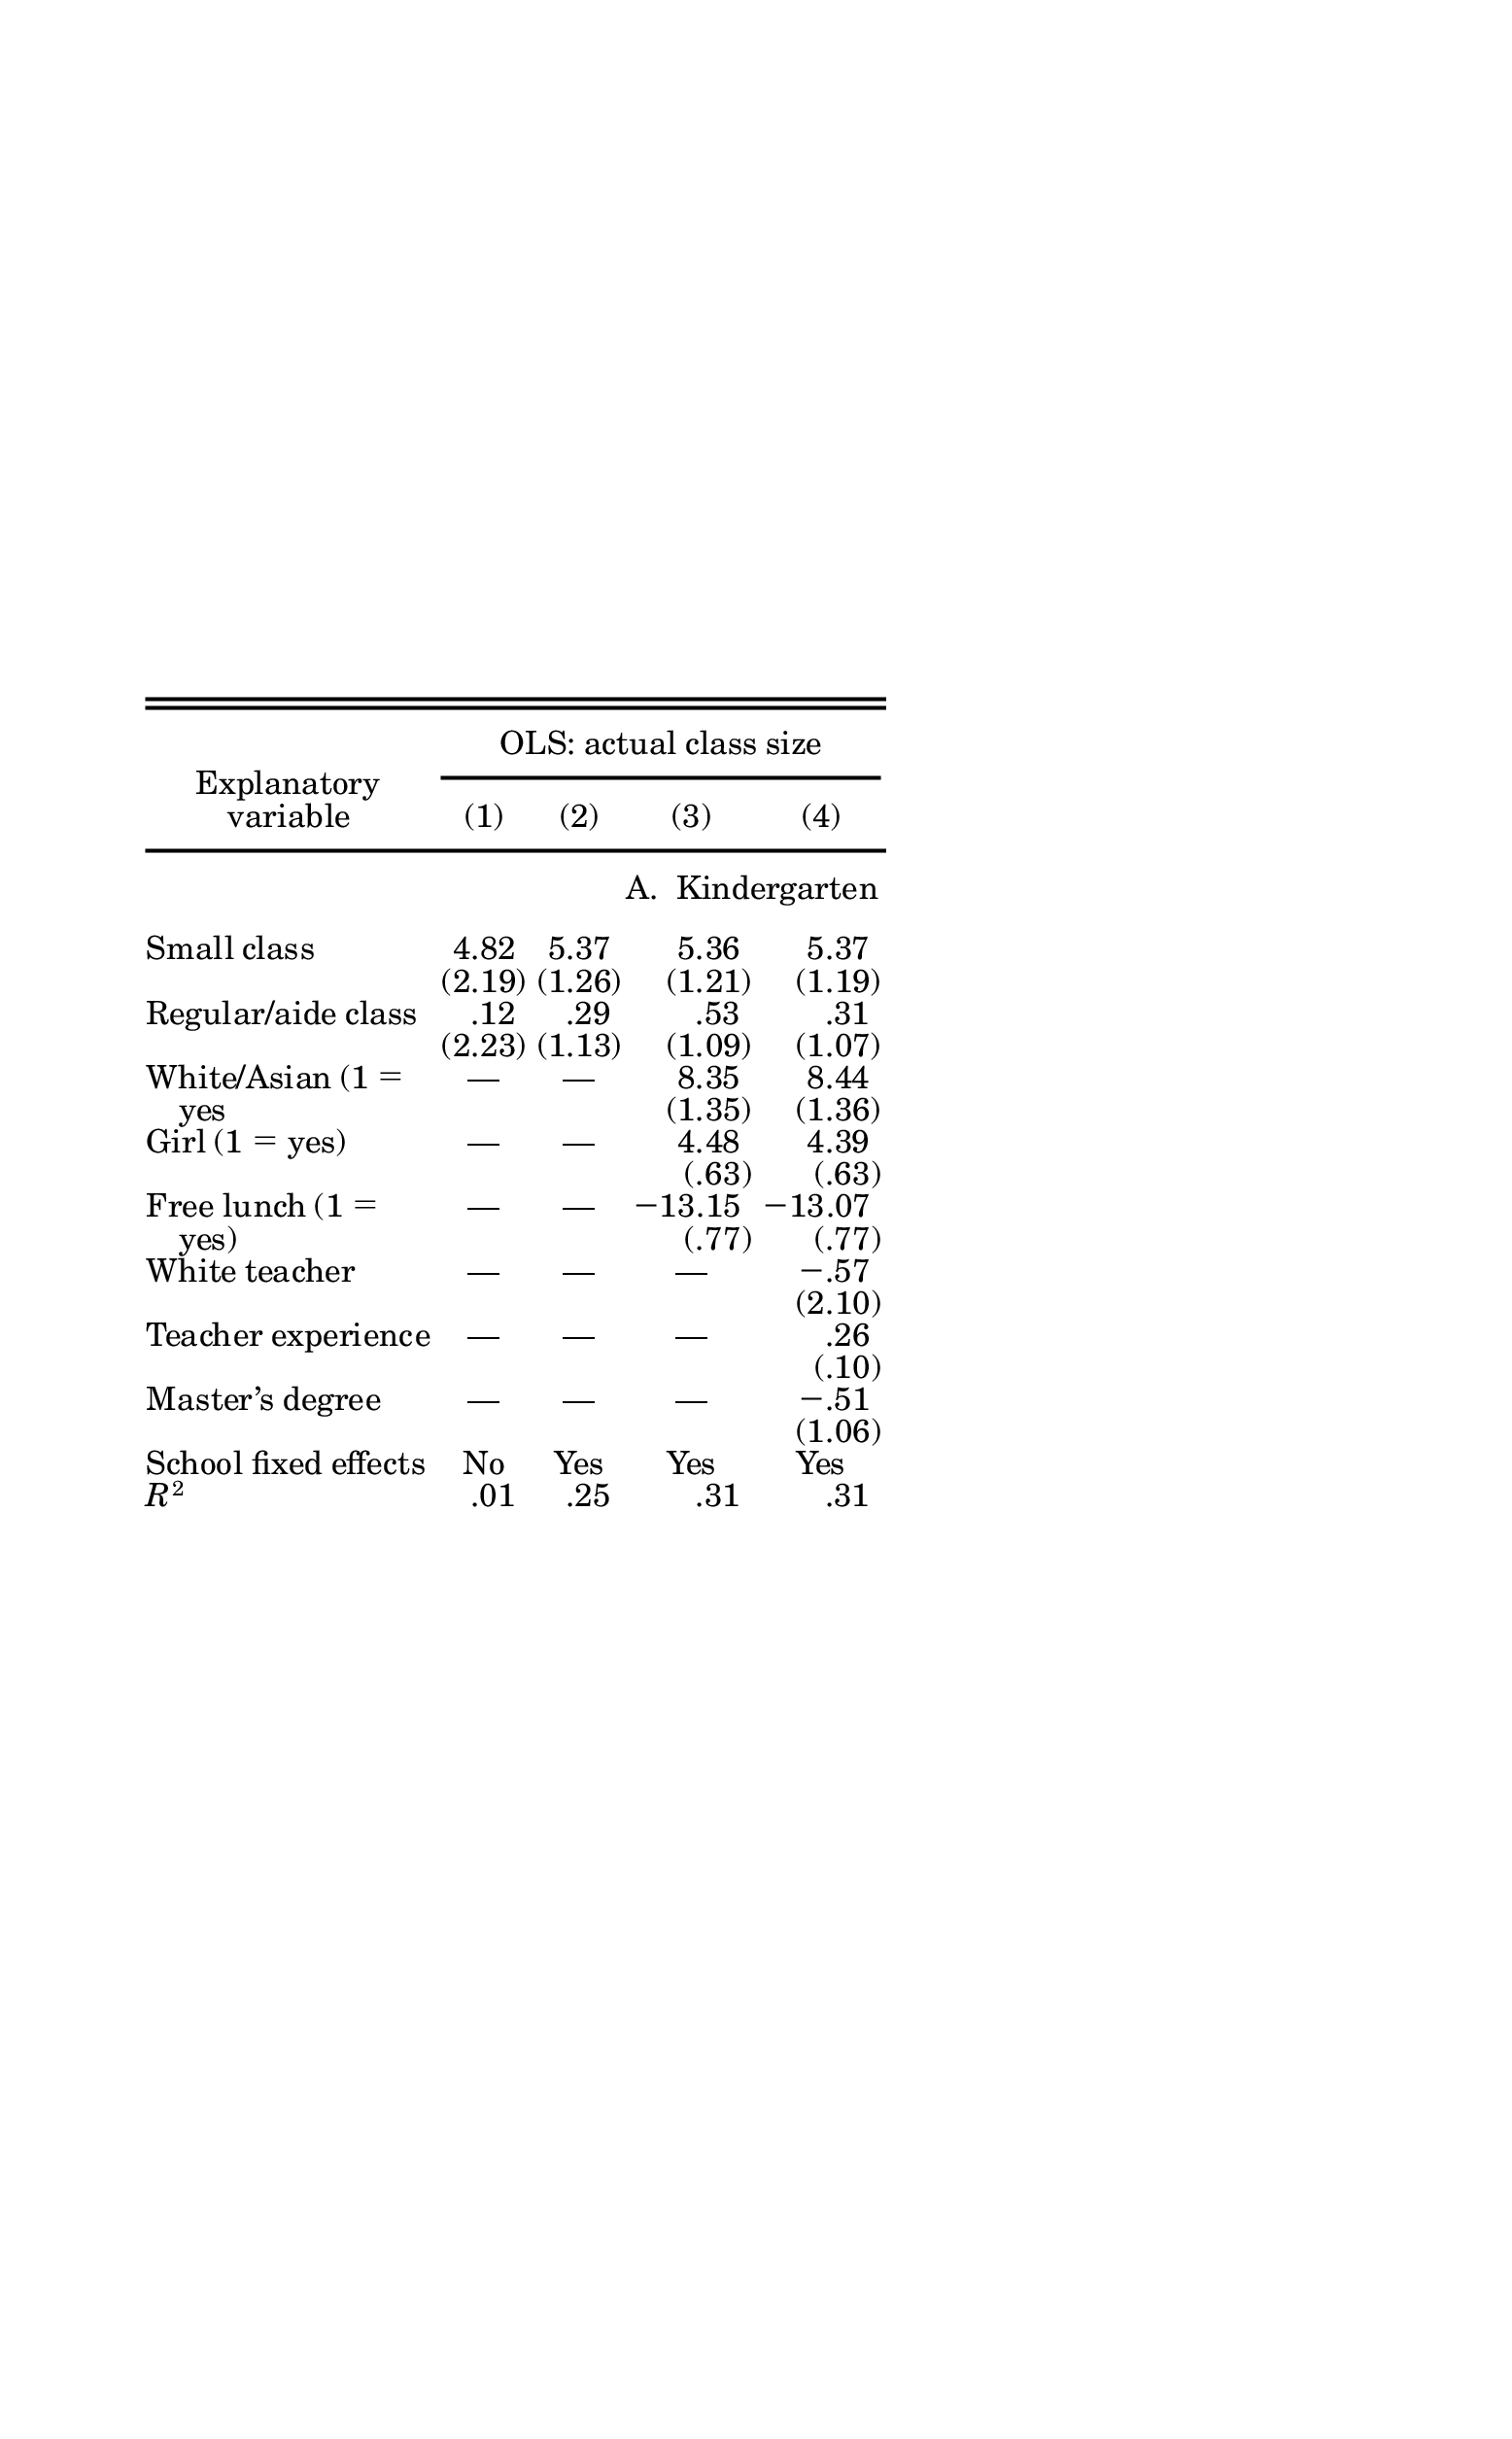 OLS: actual class size
Explanatory
variable (1) (2) (3) (4)
A. Kindergarten
Small class 4.82 5.37 5.36 5.37
(2.19) (1.26) (1.21) (1.19)
Regular/aide class .12 .29 .53 .31
(2.23) (1.13) (1.09) (1.07)
White/Asian (1 = — — 8.35 8.44
yes (1.35) (1.36)
Girl (1 = yes) — — 4.48 4.39
(.63) (.63)
Free lunch (1 = — — −13.15 −13.07
yes) (.77) (.77)
White teacher — — — −.57
(2.10)
Teacher experience — — — .26
(.10)
Master’s degree — — — −.51
(1.06)
School fixed effects No Yes Yes Yes
R² .01 .25 .31 .31